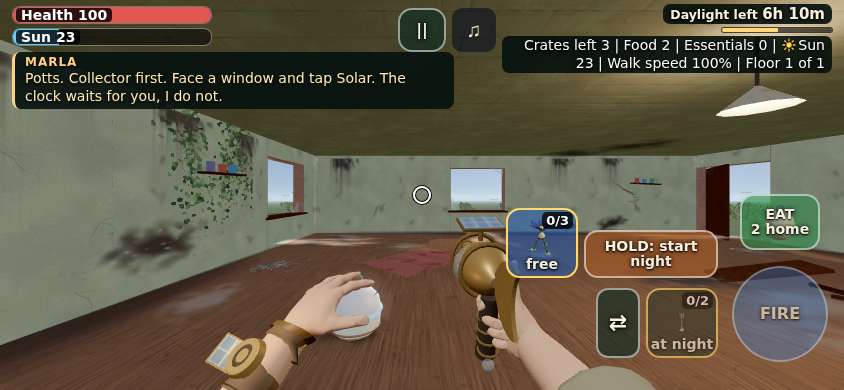 Health 100
Sun 23
Daylight left 6h 10m
Crates left 3 | Food 2 | Essentials 0 | ☀Sun
23 | Walk speed 100% | Floor 1 of 1
MARLA
Potts. Collector first. Face a window and tap Solar. The
clock waits for you, I do not.
0/3
free
HOLD: start
night
EAT
2 home
0/2
at night
FIRE